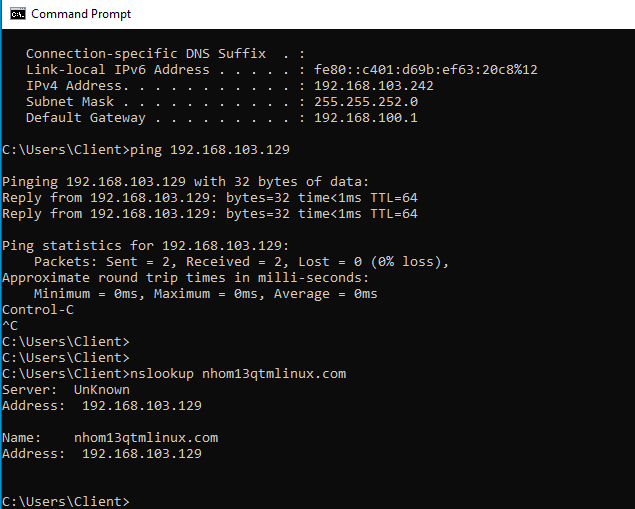 Command Prompt
Connection-specific DNS Suffix  . :
Link-local IPv6 Address . . . . . : fe80::c401:d69b:ef63:20c8%12
IPv4 Address. . . . . . . . . . . : 192.168.103.242
Subnet Mask . . . . . . . . . . . : 255.255.252.0
Default Gateway . . . . . . . . . : 192.168.100.1
C:\Users\Client>ping 192.168.103.129
Pinging 192.168.103.129 with 32 bytes of data:
Reply from 192.168.103.129: bytes=32 time<1ms TTL=64
Reply from 192.168.103.129: bytes=32 time<1ms TTL=64
Ping statistics for 192.168.103.129:
    Packets: Sent = 2, Received = 2, Lost = 0 (0% loss),
Approximate round trip times in milli-seconds:
    Minimum = 0ms, Maximum = 0ms, Average = 0ms
Control-C
^C
C:\Users\Client>
C:\Users\Client>
C:\Users\Client>nslookup nhom13qtmlinux.com
Server:  UnKnown
Address:  192.168.103.129
Name:    nhom13qtmlinux.com
Address:  192.168.103.129
C:\Users\Client>